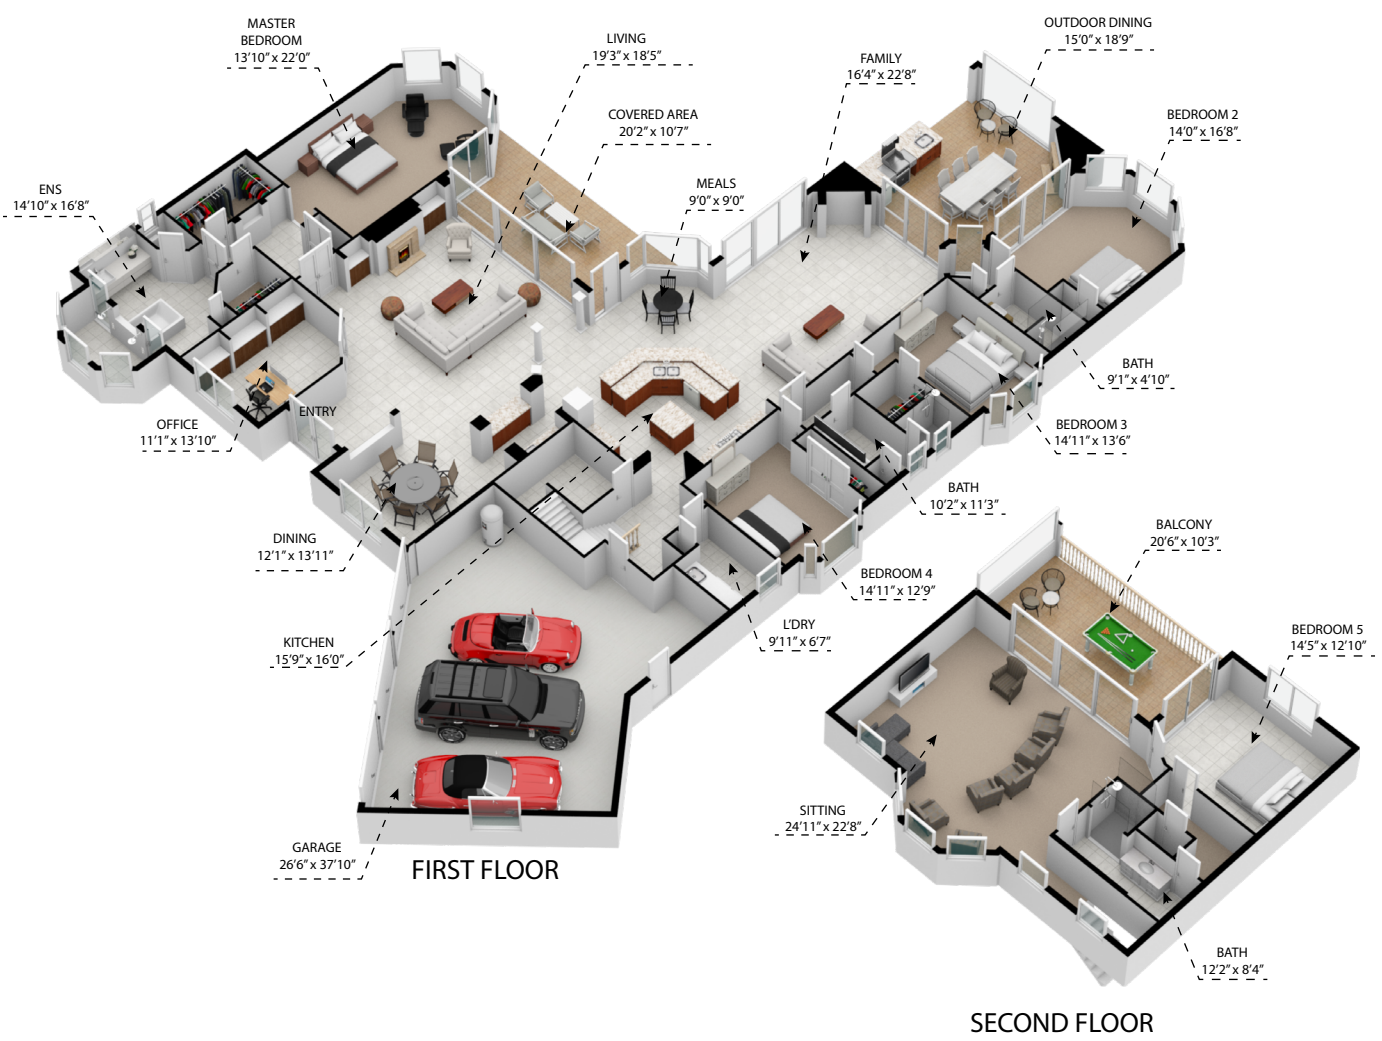 MASTER
BEDROOM
13'10" x 22'0"
LIVING
19'3" x 18'5"
COVERED AREA
20'2" x 10'7"
MEALS
9'0" x 9'0"
FAMILY
16'4" x 22'8"
OUTDOOR DINING
15'0" x 18'9"
BEDROOM 2
14'0" x 16'8"
ENS
14'10" x 16'8"
BATH
9'1" x 4'10"
OFFICE
11'1" x 13'10"
ENTRY
BEDROOM 3
14'11" x 13'6"
BATH
10'2" x 11'3"
DINING
12'1" x 13'11"
BEDROOM 4
14'11" x 12'9"
L'DRY
9'11" x 6'7"
KITCHEN
15'9" x 16'0"
GARAGE
26'6" x 37'10"
FIRST FLOOR
BALCONY
20'6" x 10'3"
BEDROOM 5
14'5" x 12'10"
SITTING
24'11" x 22'8"
BATH
12'2" x 8'4"
SECOND FLOOR